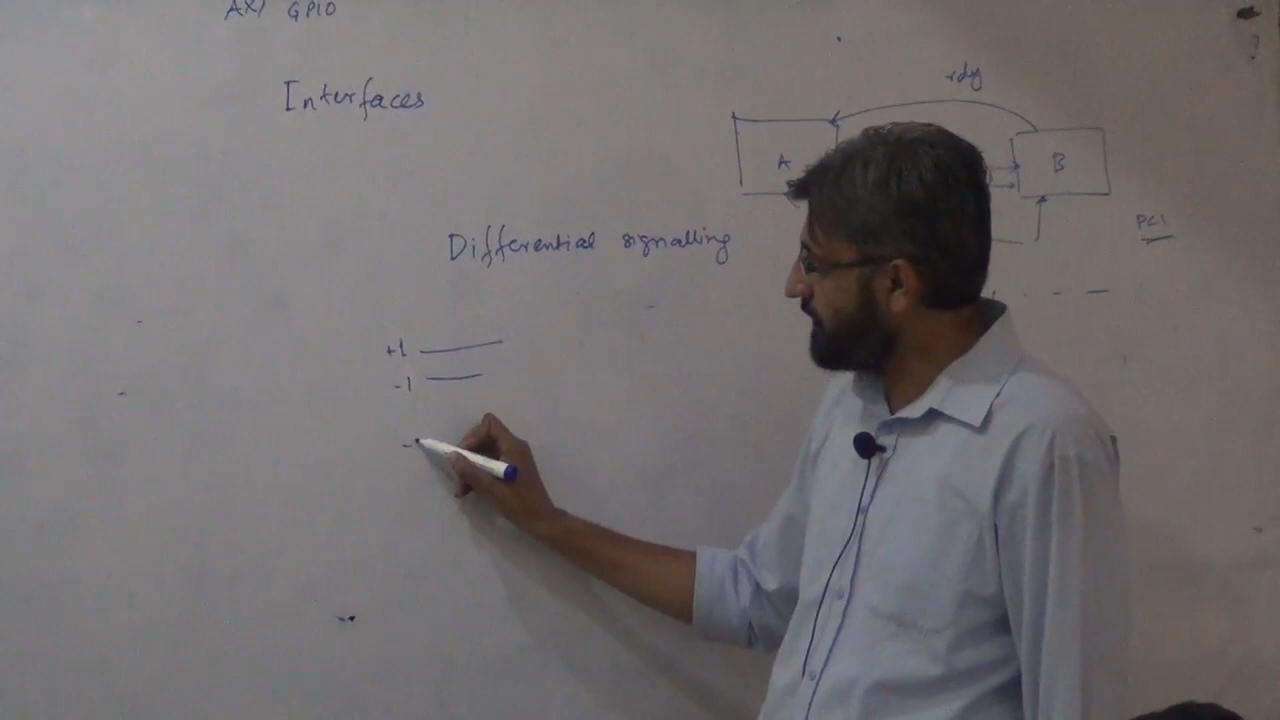 AXI GPIO
Interfaces
rdy
A
B
PCI
Differential signalling
+1
-1
-